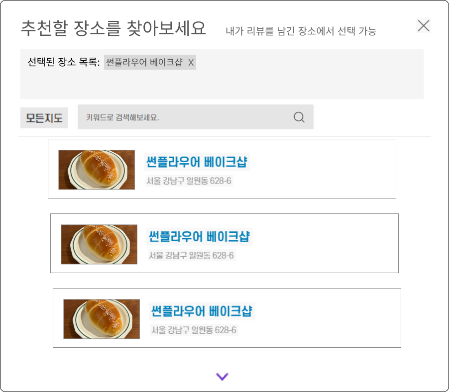 추천할 장소를 찾아보세요 내가 리뷰를 남긴 장소에서 선택 가능
선택된 장소 목록: 썬플라우어 베이크샵 X
모든지도 키워드로 검색해보세요.
썬플라우어 베이크샵
서울 강남구 일원동 628-6
썬플라우어 베이크샵
서울 강남구 일원동 628-6
썬플라우어 베이크샵
서울 강남구 일원동 628-6